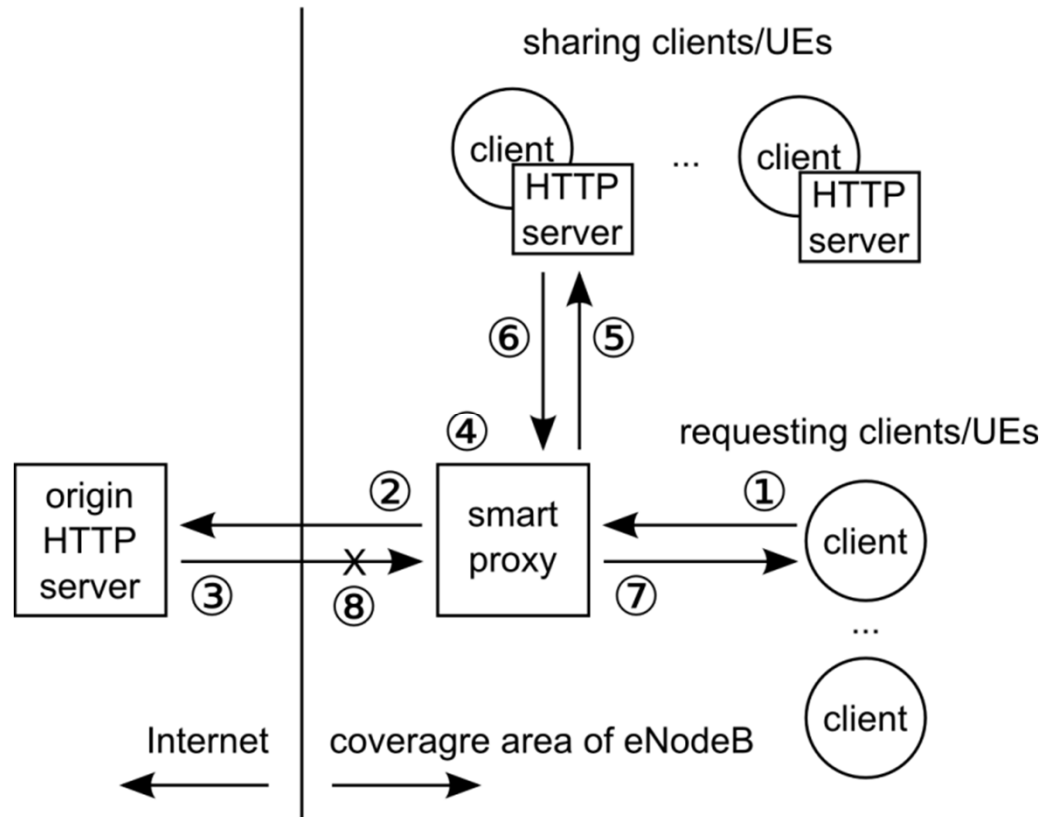 sharing clients/UEs
client
HTTP
server
...
client
HTTP
server
⑥
⑤
④
requesting clients/UEs
origin
HTTP
server
②
③
⑧
smart
proxy
①
⑦
client
...
client
Internet
coveragre area of eNodeB
X